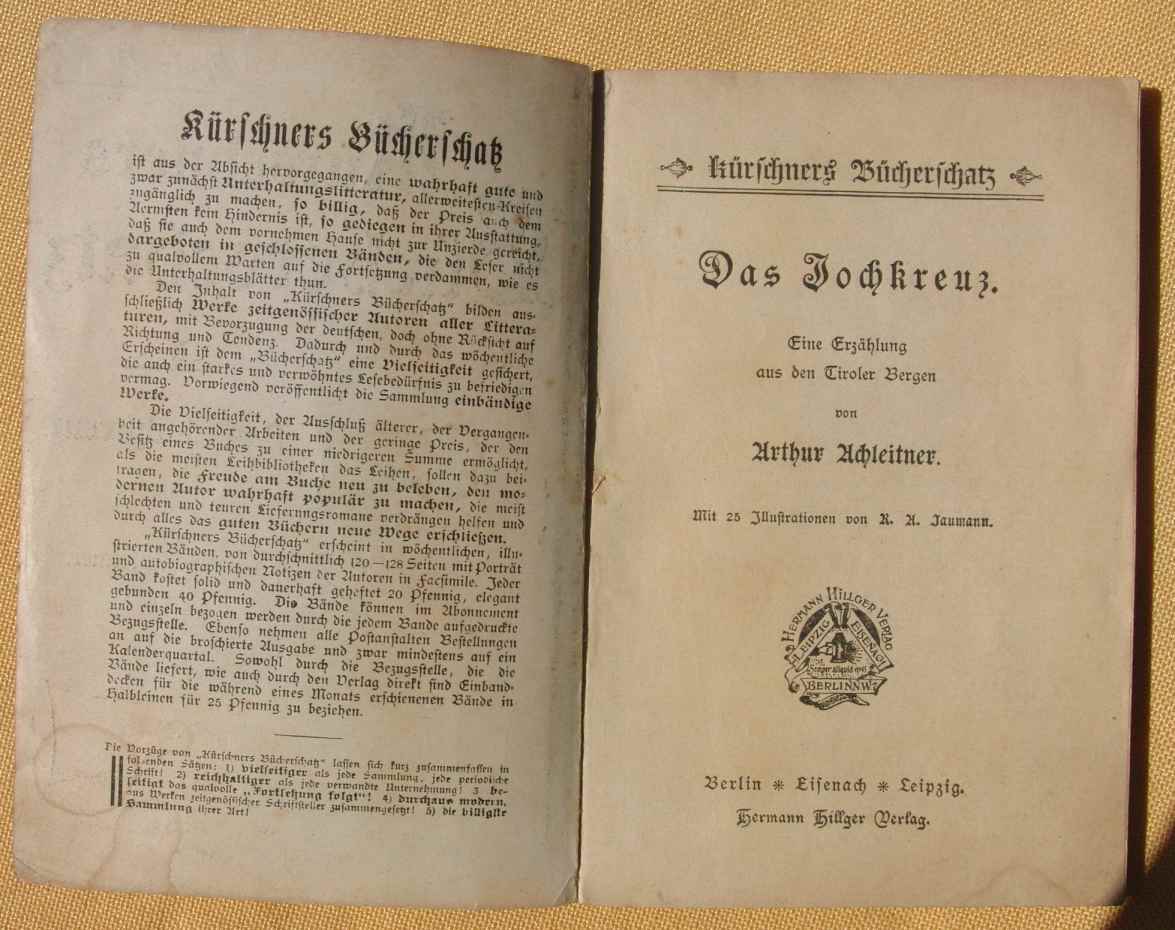 Kürschners Bücherschatz
ist aus der Absicht hervorgegangen, eine wahrhaft gute und
zwar zunächst Unterhaltungslitteratur, allerweitesten Kreisen
zugänglich zu machen, so billig, daß der Preis auch dem
Aermsten kein Hindernis ist, so gediegen in ihrer Ausstattung,
daß sie auch dem vornehmen Hause nicht zur Unzierde gereicht,
dargeboten in geschlossenen Bänden, die den Leser nicht
zu qualvollem Warten auf die Fortsetzung verdammen, wie es
die Unterhaltungsblätter thun.
Den Inhalt von „Kürschners Bücherschatz“ bilden aus-
schließlich Werke zeitgenössischer Autoren aller Littera-
turen, mit Bevorzugung der deutschen, doch ohne Rücksicht auf
Richtung und Tendenz. Dadurch und durch das wöchentliche
Erscheinen ist dem „Bücherschatz“ eine Vielseitigkeit gesichert,
die auch ein starkes und verwöhntes Lesebedürfnis zu befriedigen
vermag. Vorwiegend veröffentlicht die Sammlung einbändige
Werke.
Die Vielseitigkeit, der Ausschluß älterer, der Vergangen-
heit angehörender Arbeiten und der geringe Preis, der den
Besitz eines Buches zu einer niedrigeren Summe ermöglicht,
als die meisten Leihbibliotheken das Leihen, sollen dazu bei-
tragen, die Freude am Buche neu zu beleben, den mo-
dernen Autor wahrhaft populär zu machen, die meist
schlechten und teuren Lieferungsromane verdrängen helfen und
durch alles das guten Büchern neue Wege erschließen.
„Kürschners Bücherschatz“ erscheint in wöchentlichen, illu-
strierten Bänden, von durchschnittlich 120—128 Seiten mit Porträt
und autobiographischen Notizen der Autoren in Facsimile. Jeder
Band kostet solid und dauerhaft geheftet 20 Pfennig, elegant
gebunden 40 Pfennig. Die Bände können im Abonnement
und einzeln bezogen werden durch die jedem Bande aufgedruckte
Bezugsstelle. Ebenso nehmen alle Postanstalten Bestellungen
an auf die broschierte Ausgabe und zwar mindestens auf ein
Kalenderquartal. Sowohl durch die Bezugsstelle, die die
Bände liefert, wie auch durch den Verlag direkt sind Einband-
decken für die während eines Monats erschienenen Bände in
Halbleinen für 25 Pfennig zu beziehen.
Die Vorzüge von „Kürschners Bücherschatz“ lassen sich kurz zusammenfassen in
folgenden Sätzen: 1) vielseitiger als jede Sammlung, jede periodische
Schrift! 2) reichhaltiger als jede verwandte Unternehmung! 3 be-
seitigt das qualvolle „Fortsetzung folgt“! 4) durchaus modern,
aus Werken zeitgenössischer Schriftsteller zusammengesetzt! 5) die billigste
Sammlung ihrer Art!
Kürschners Bücherschatz
Das Jochkreuz.
Eine Erzählung
aus den Tiroler Bergen
von
Arthur Achleitner.
Mit 25 Illustrationen von R. A. Jaumann.
HERMANN HILLGER VERLAG
LEIPZIG EISENACH
Semper aliquid novi
BERLIN NW7
Berlin ※ Eisenach ※ Leipzig.
Hermann Hillger Verlag.